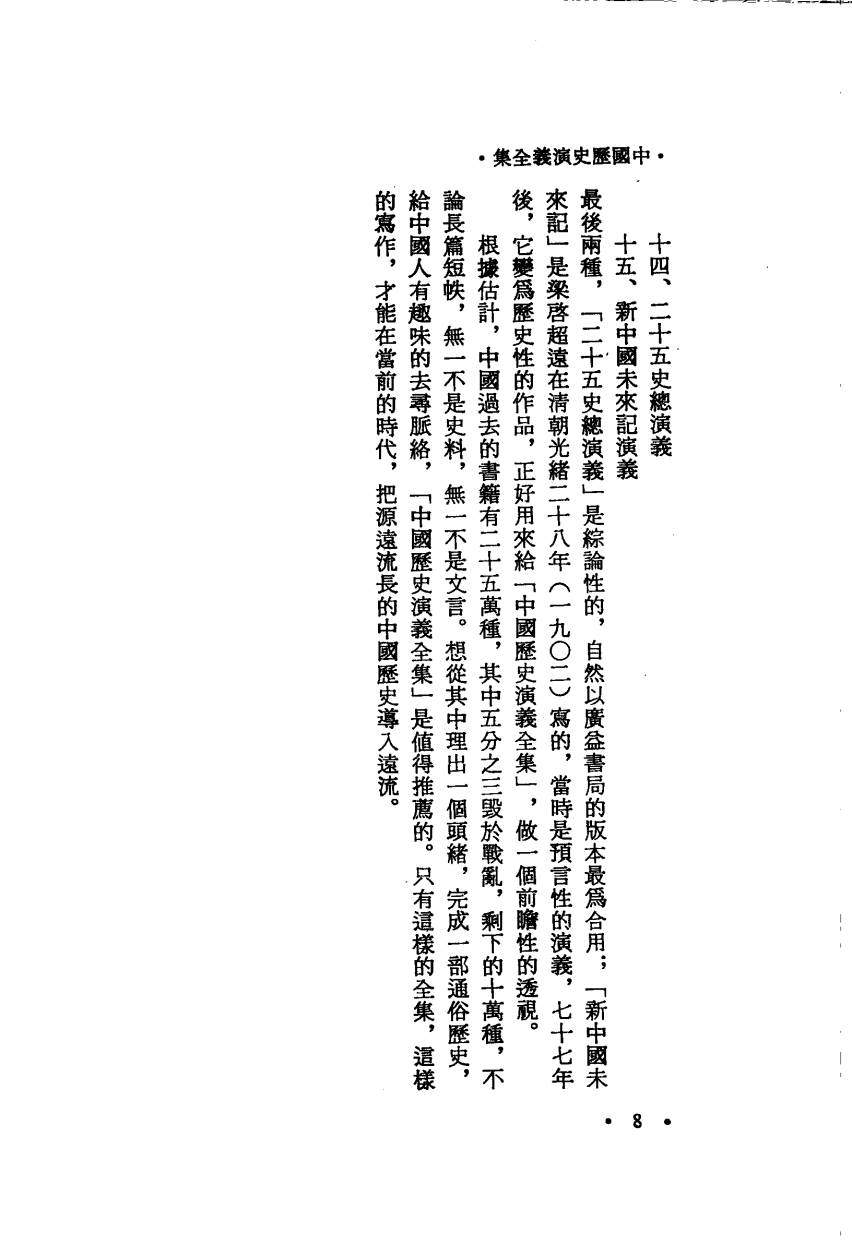 ·中國歷史演義全集·
十四、二十五史總演義
十五、新中國未來記演義
最後兩種，「二十五史總演義」是綜論性的，自然以廣益書局的版本最爲合用；「新中國未
來記」是梁啓超遠在清朝光緒二十八年（一九〇二）寫的，當時是預言性的演義，七十七年
後，它變爲歷史性的作品，正好用來給「中國歷史演義全集」，做一個前瞻性的透視。
根據估計，中國過去的書籍有二十五萬種，其中五分之三毀於戰亂，剩下的十萬種，不
論長篇短帙，無一不是史料，無一不是文言。想從其中理出一個頭緒，完成一部通俗歷史，
給中國人有趣味的去尋脈絡，「中國歷史演義全集」是值得推薦的。只有這樣的全集，這樣
的寫作，才能在當前的時代，把源遠流長的中國歷史導入遠流。
· 8 ·